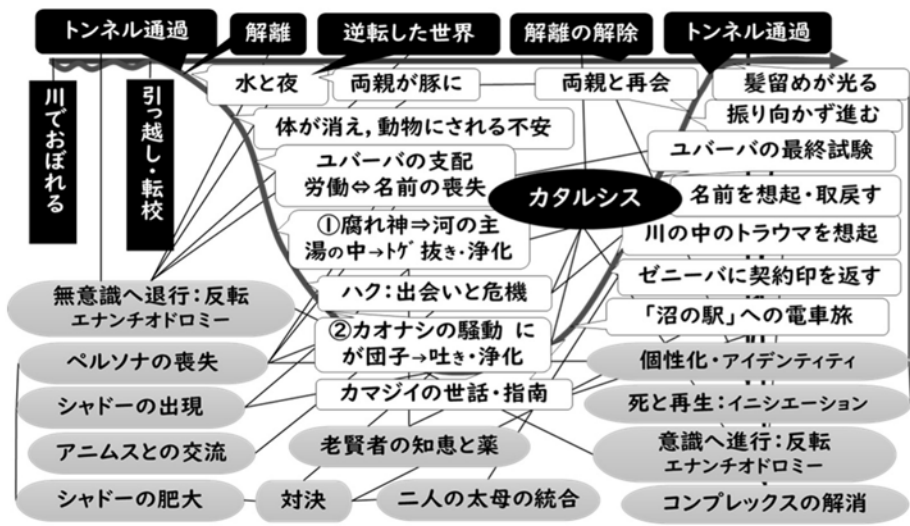 トンネル通過
解離
逆転した世界
解離の解除
トンネル通過
川でおぼれる
引っ越し・転校
水と夜
両親が豚に
両親と再会
髪留めが光る
体が消え,動物にされる不安
振り向かず進む
ユバーバの支配
労働⇔名前の喪失
ユバーバの最終試験
カタルシス
名前を想起・取戻す
①腐れ神⇒河の主
湯の中→トゲ抜き・浄化
川の中のトラウマを想起
ハク:出会いと危機
ゼニーバに契約印を返す
無意識へ退行:反転
エナンチオドロミー
②カオナシの騒動 に
が団子→吐き・浄化
「沼の駅」への電車旅
ペルソナの喪失
個性化・アイデンティティ
カマジイの世話・指南
シャドーの出現
死と再生:イニシエーション
アニムスとの交流
老賢者の知恵と薬
意識へ進行:反転
エナンチオドロミー
シャドーの肥大
対決
二人の太母の統合
コンプレックスの解消